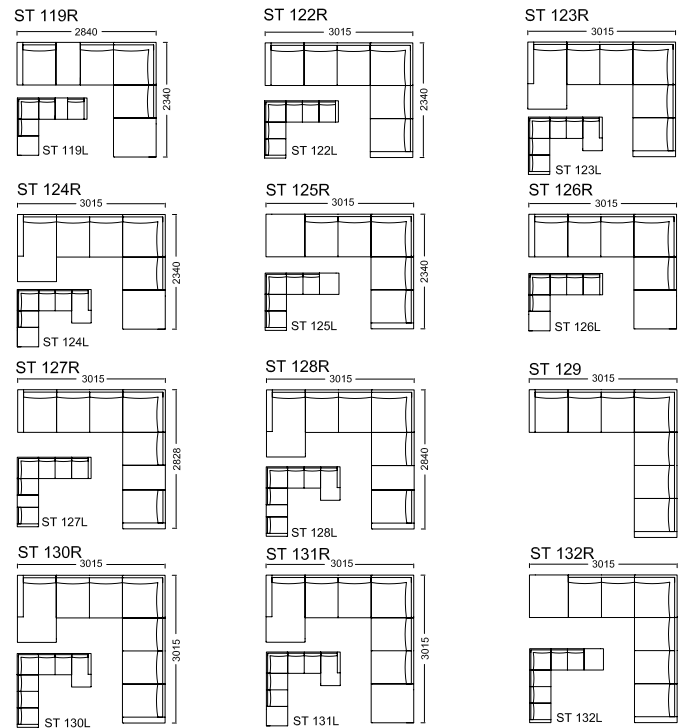 ST 119R
2840
2340
ST 119L
ST 122R
3015
2340
ST 122L
ST 123R
3015
ST 123L
ST 124R
3015
2340
ST 124L
ST 125R
3015
2340
ST 125L
ST 126R
3015
ST 126L
ST 127R
3015
2828
ST 127L
ST 128R
3015
2840
ST 128L
ST 129
3015
ST 130R
3015
3015
ST 130L
ST 131R
3015
3015
ST 131L
ST 132R
3015
ST 132L